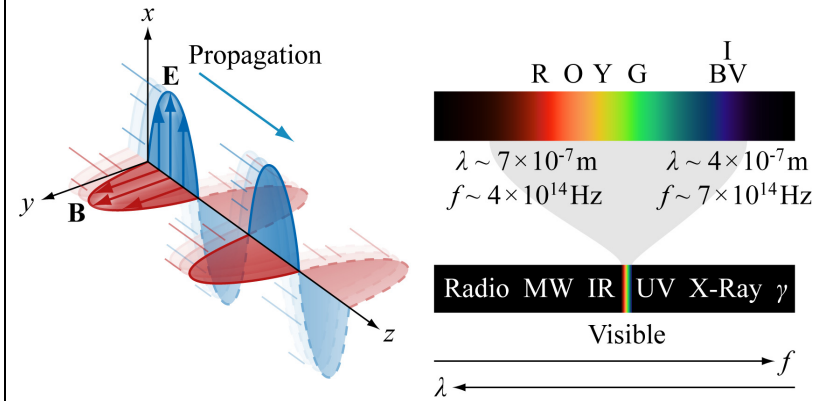 x
Propagation
E
y
B
z
I
R O Y G BV
λ ~ 7×10⁻⁷m
f ~ 4×10¹⁴Hz
λ ~ 4×10⁻⁷m
f ~ 7×10¹⁴Hz
Radio MW IR UV X-Ray γ
Visible
f
λ